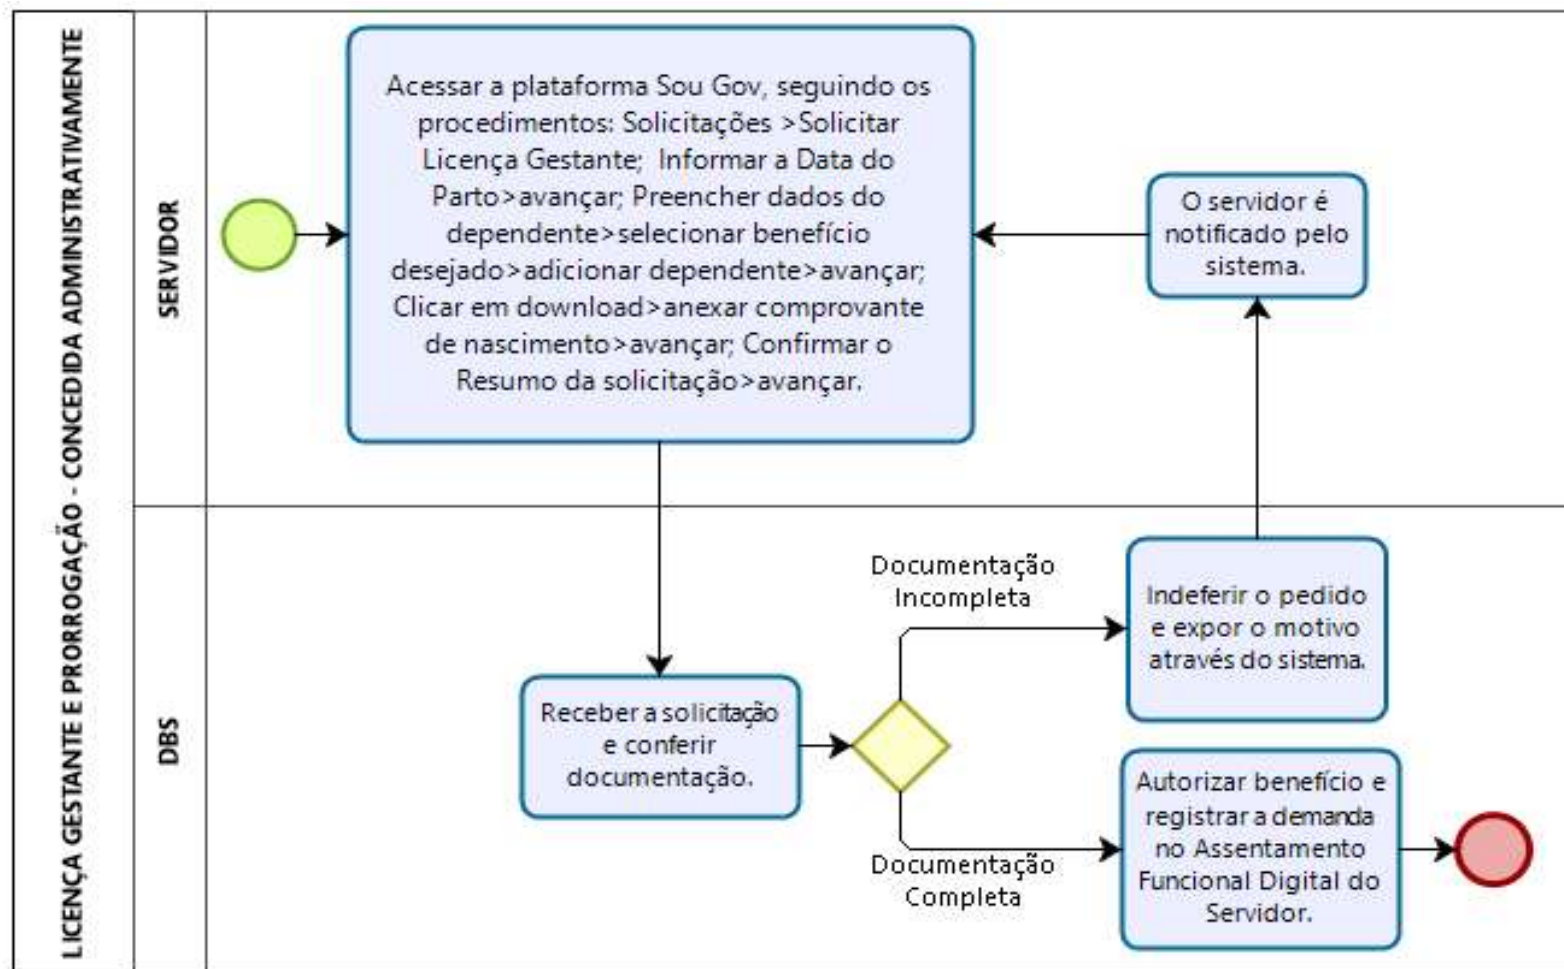 LICENÇA GESTANTE E PRORROGAÇÃO - CONCEDIDA ADMINISTRATIVAMENTE
SERVIDOR
Acessar a plataforma Sou Gov, seguindo os
procedimentos: Solicitações >Solicitar
Licença Gestante;  Informar a Data do
Parto>avançar; Preencher dados do
dependente>selecionar benefício
desejado>adicionar dependente>avançar;
Clicar em download>anexar comprovante
de nascimento>avançar; Confirmar o
Resumo da solicitação>avançar.
O servidor é
notificado pelo
sistema.
DBS
Receber a solicitação
e conferir
documentação.
Documentação
Incompleta
Indeferir o pedido
e expor o motivo
através do sistema.
Documentação
Completa
Autorizar benefício e
registrar a demanda
no Assentamento
Funcional Digital do
Servidor.